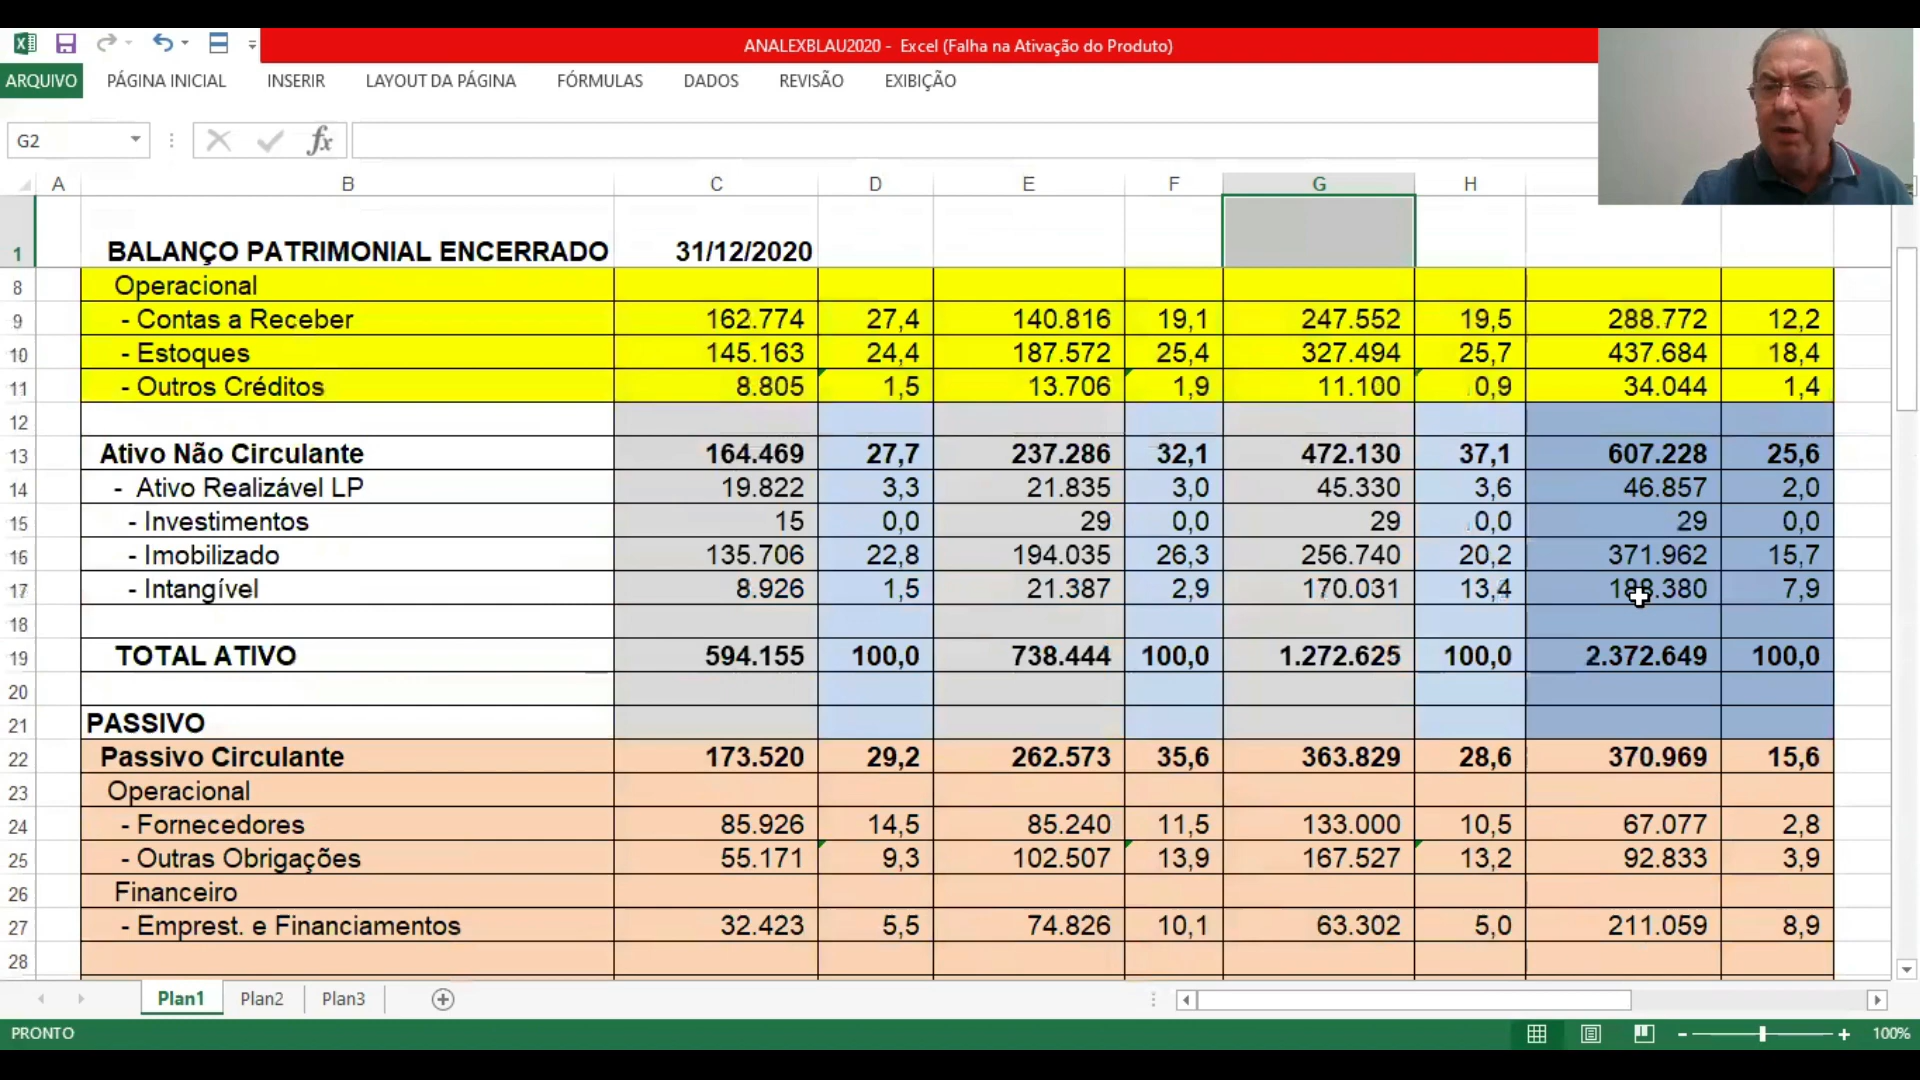 ANALEXBLAU2020 - Excel (Falha na Ativação do Produto)
ARQUIVO PÁGINA INICIAL INSERIR LAYOUT DA PÁGINA FÓRMULAS DADOS REVISÃO EXIBIÇÃO
G2 fx
A B C D E F G H
1 BALANÇO PATRIMONIAL ENCERRADO 31/12/2020
8 Operacional
9 - Contas a Receber 162.774 27,4 140.816 19,1 247.552 19,5 288.772 12,2
10 - Estoques 145.163 24,4 187.572 25,4 327.494 25,7 437.684 18,4
11 - Outros Créditos 8.805 1,5 13.706 1,9 11.100 0,9 34.044 1,4
12
13 Ativo Não Circulante 164.469 27,7 237.286 32,1 472.130 37,1 607.228 25,6
14 - Ativo Realizável LP 19.822 3,3 21.835 3,0 45.330 3,6 46.857 2,0
15 - Investimentos 15 0,0 29 0,0 29 0,0 29 0,0
16 - Imobilizado 135.706 22,8 194.035 26,3 256.740 20,2 371.962 15,7
17 - Intangível 8.926 1,5 21.387 2,9 170.031 13,4 188.380 7,9
18
19 TOTAL ATIVO 594.155 100,0 738.444 100,0 1.272.625 100,0 2.372.649 100,0
20
21 PASSIVO
22 Passivo Circulante 173.520 29,2 262.573 35,6 363.829 28,6 370.969 15,6
23 Operacional
24 - Fornecedores 85.926 14,5 85.240 11,5 133.000 10,5 67.077 2,8
25 - Outras Obrigações 55.171 9,3 102.507 13,9 167.527 13,2 92.833 3,9
26 Financeiro
27 - Emprest. e Financiamentos 32.423 5,5 74.826 10,1 63.302 5,0 211.059 8,9
28
Plan1 Plan2 Plan3
PRONTO 100%